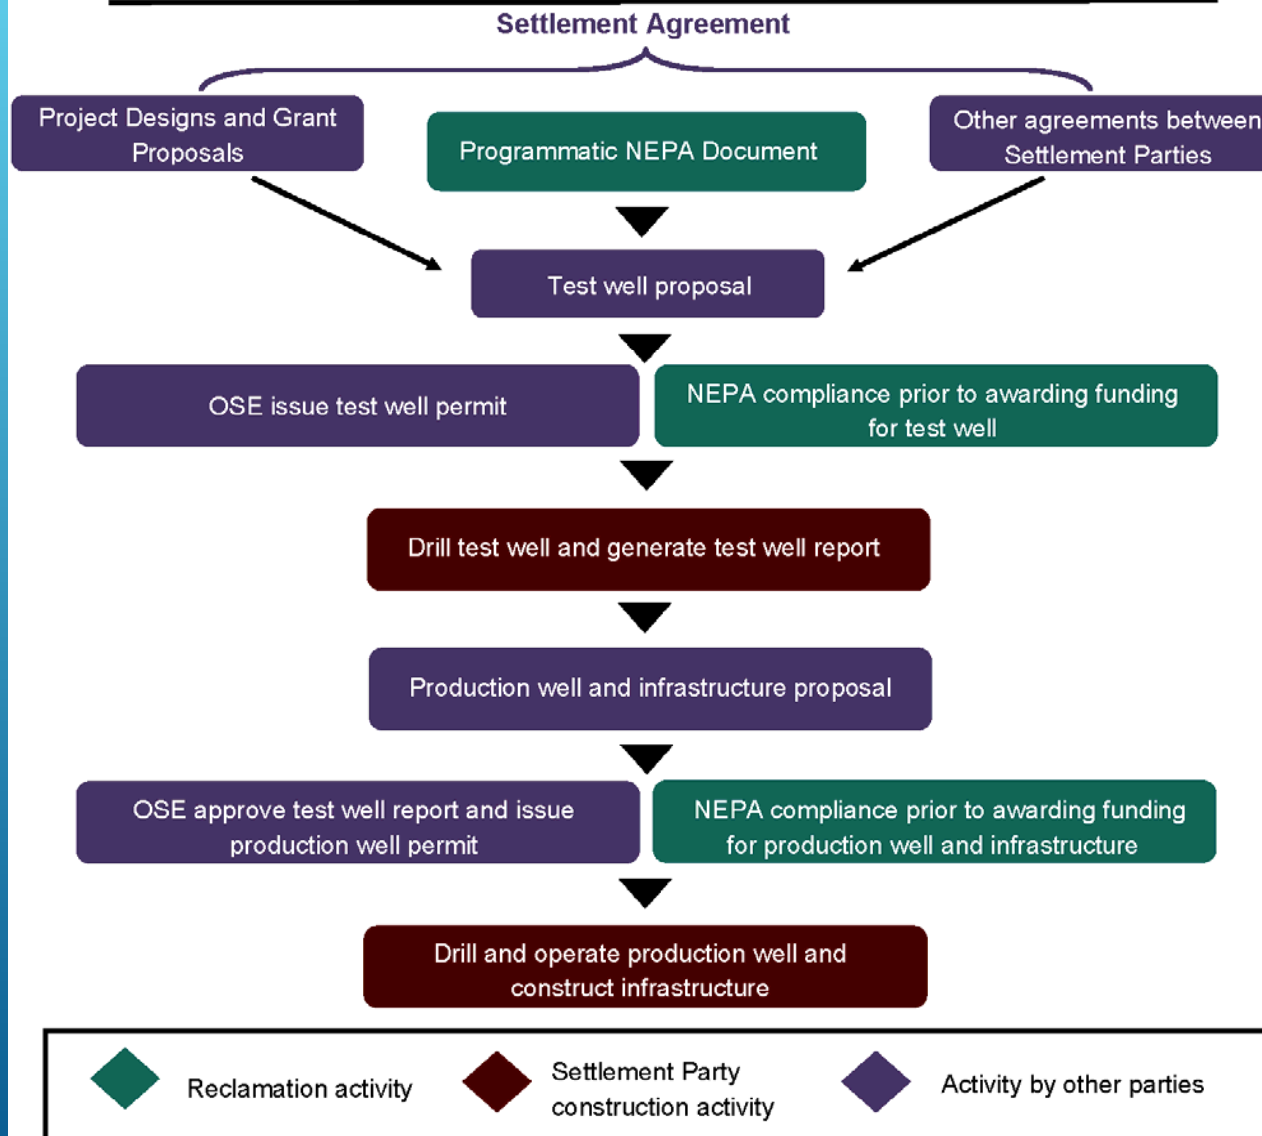 Settlement Agreement
Project Designs and Grant
Proposals
Programmatic NEPA Document
Other agreements between
Settlement Parties
Test well proposal
OSE issue test well permit
NEPA compliance prior to awarding funding
for test well
Drill test well and generate test well report
Production well and infrastructure proposal
OSE approve test well report and issue
production well permit
NEPA compliance prior to awarding funding
for production well and infrastructure
Drill and operate production well and
construct infrastructure
Reclamation activity
Settlement Party
construction activity
Activity by other parties